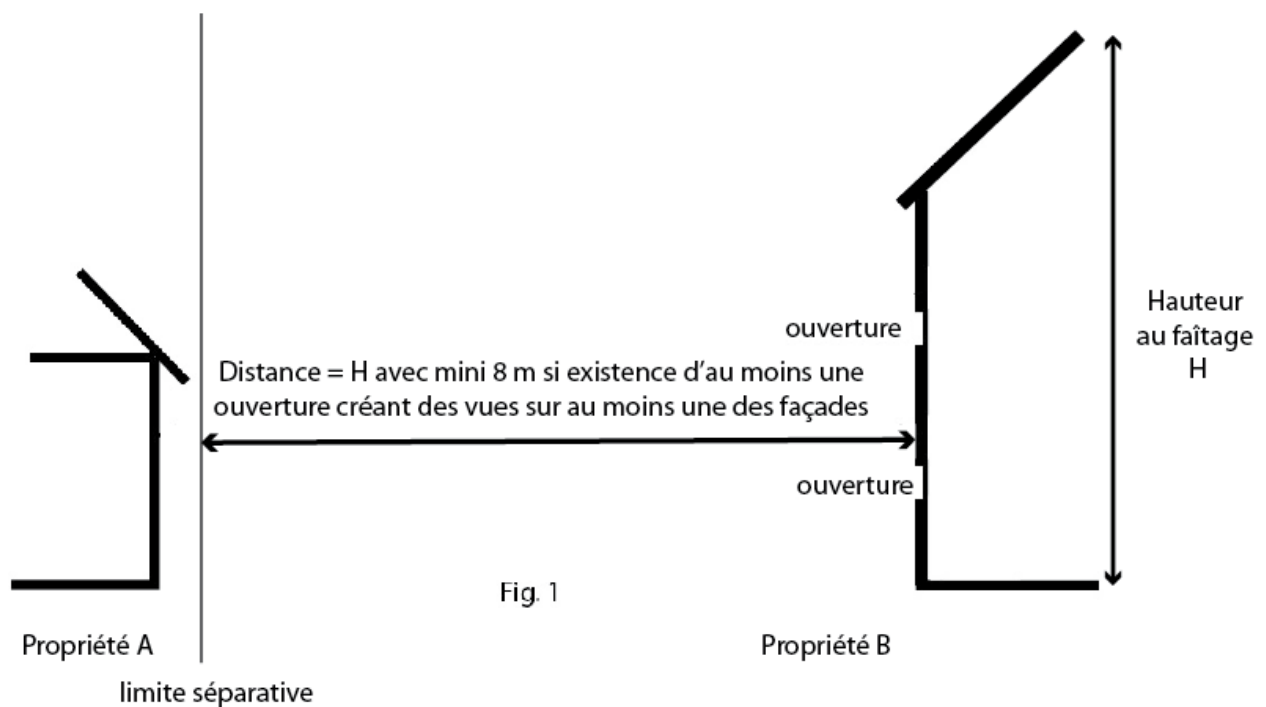 ouverture
Hauteur
au faîtage
H
Distance = H avec mini 8 m si existence d'au moins une
ouverture créant des vues sur au moins une des façades
ouverture
Fig. 1
Propriété A
Propriété B
limite séparative